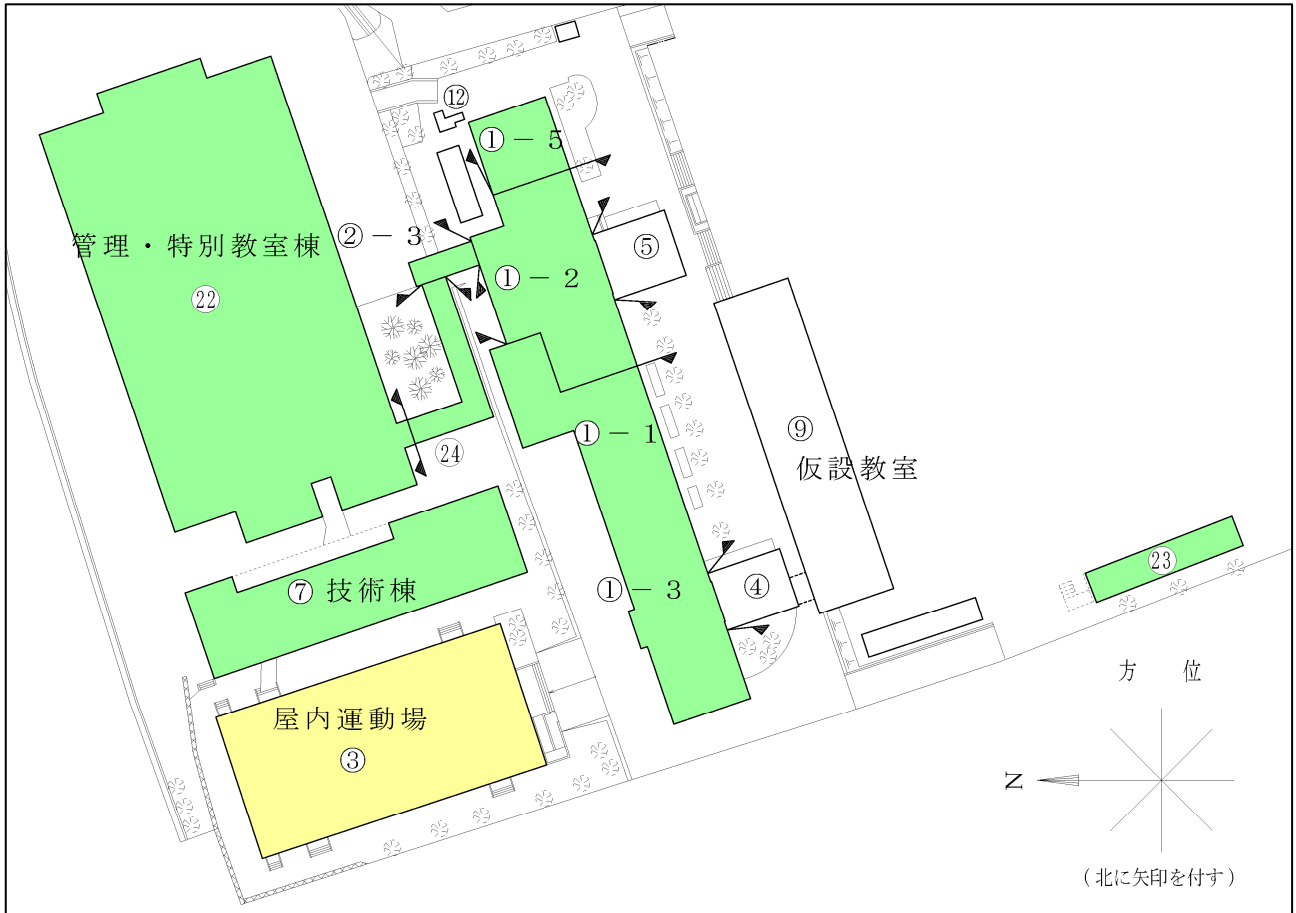 ⑫
①－5
②－3
管理・特別教室棟
㉒
⑤
①－2
①－1
⑨
仮設教室
㉔
⑦ 技術棟
①－3
④
㉓
屋内運動場
③
方 位
N
(北に矢印を付す)